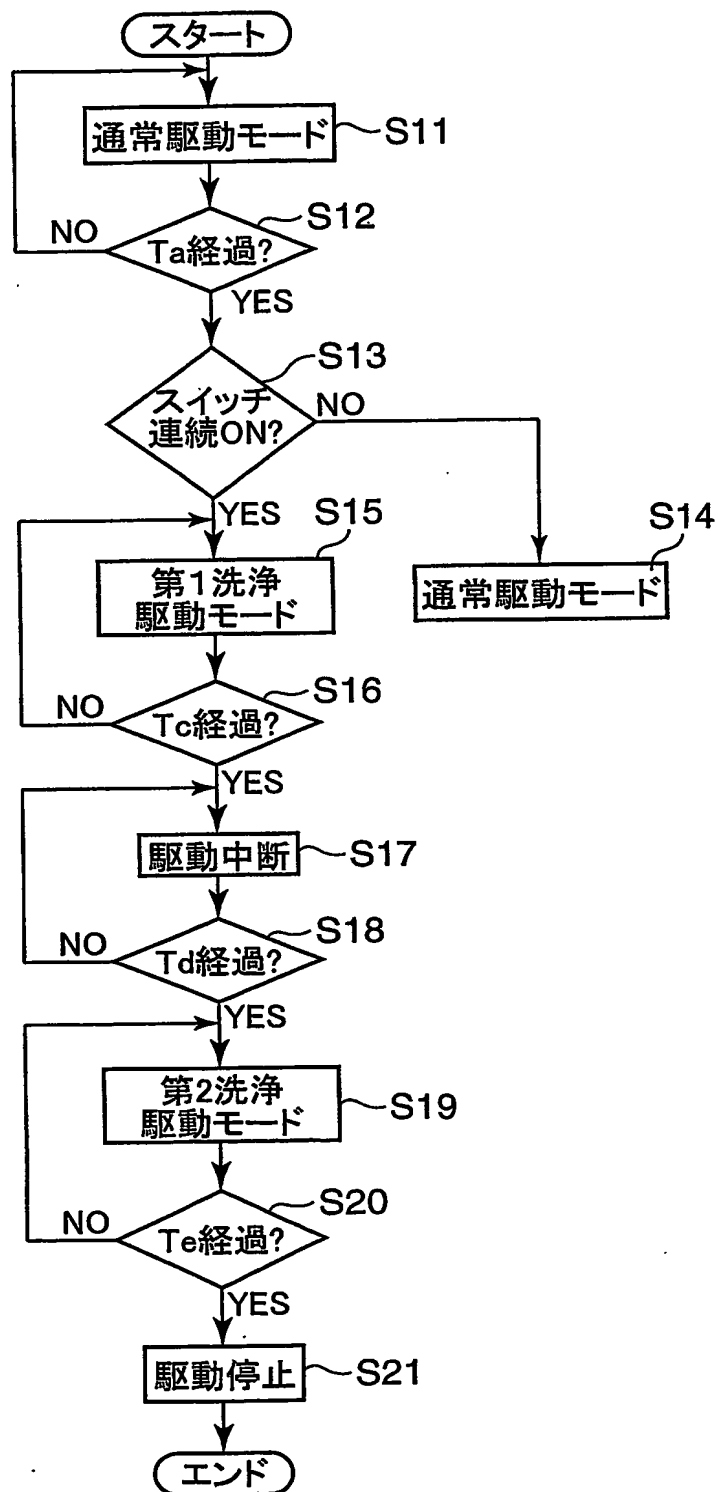 スタート
通常駆動モード
S11
S12
NO
Ta経過?
YES
S13
スイッチ
連続ON?
NO
YES
S15
S14
第1洗浄
駆動モード
通常駆動モード
S16
NO
Tc経過?
YES
駆動中断
S17
S18
NO
Td経過?
YES
第2洗浄
駆動モード
S19
S20
NO
Te経過?
YES
駆動停止
S21
エンド